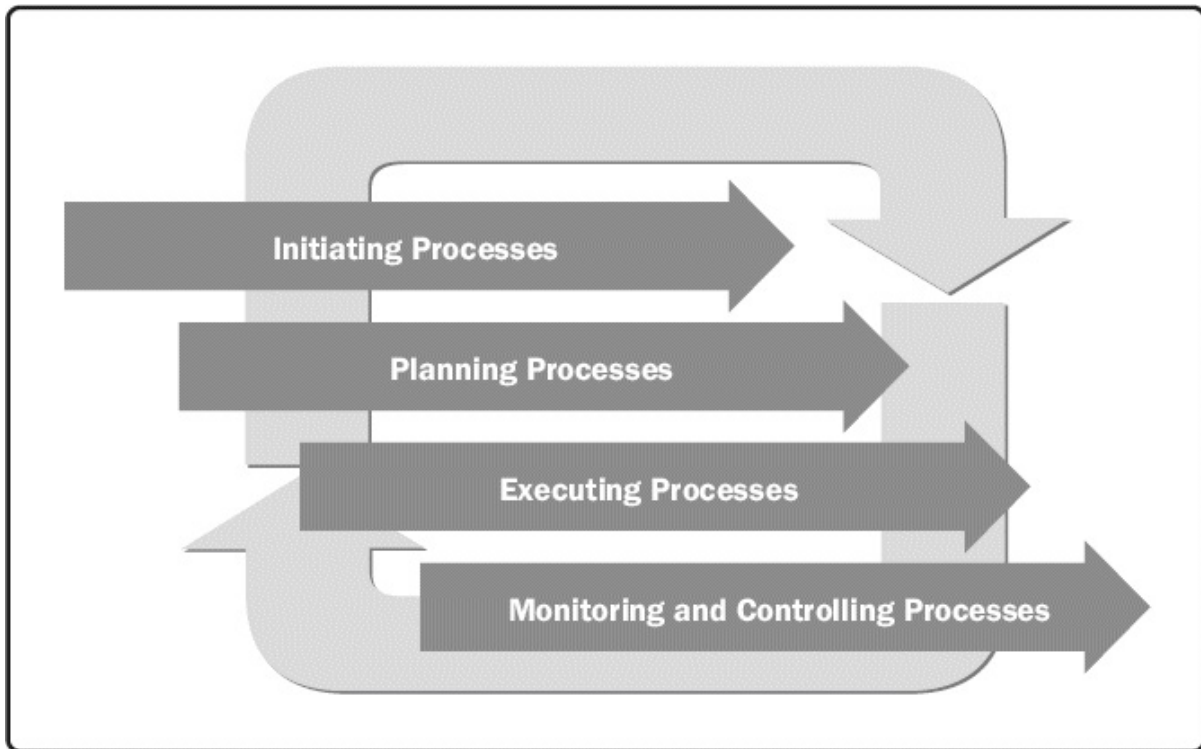 Initiating Processes
Planning Processes
Executing Processes
Monitoring and Controlling Processes